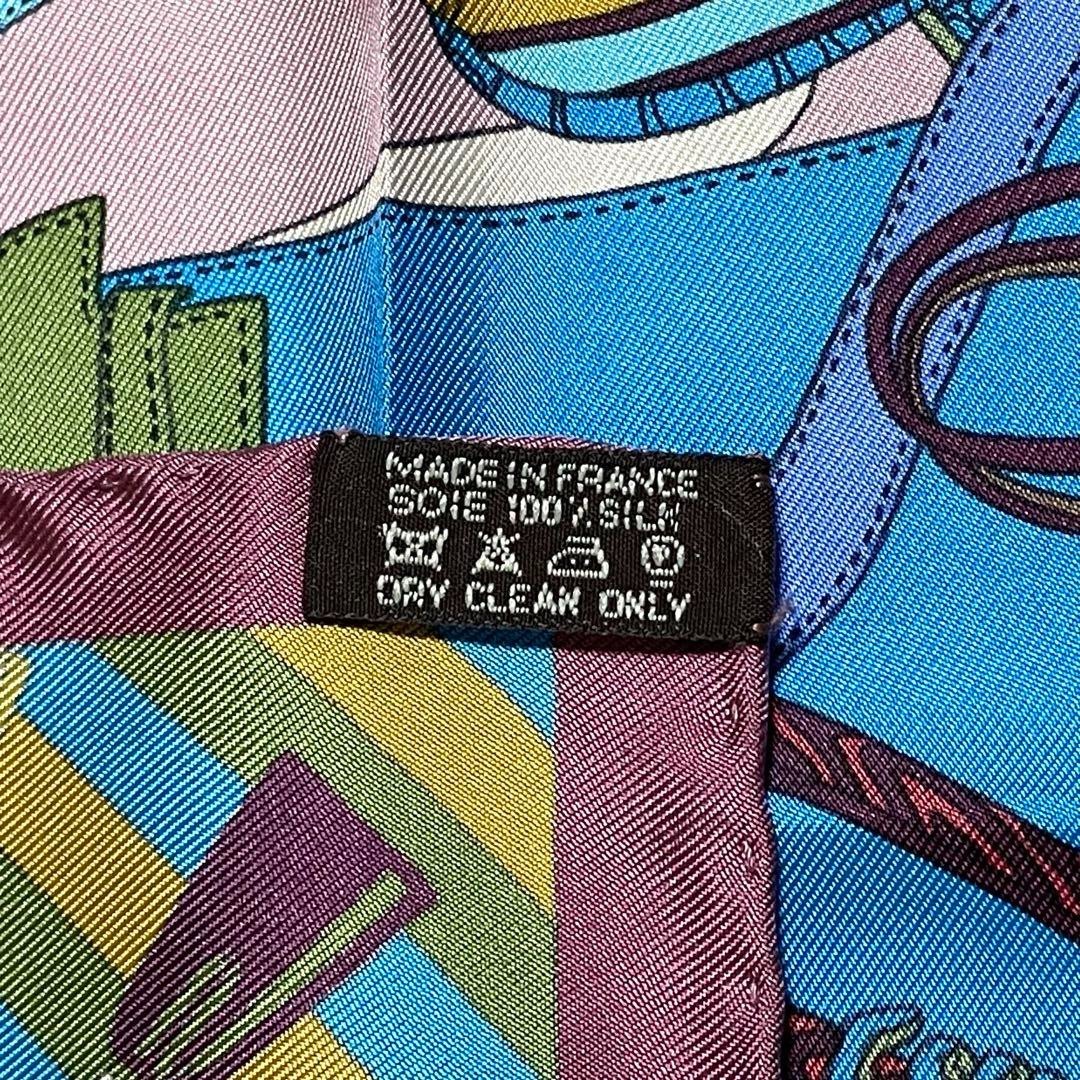 MADE IN FRANCE
SOIE 100% SILK
P
DRY CLEAN ONLY